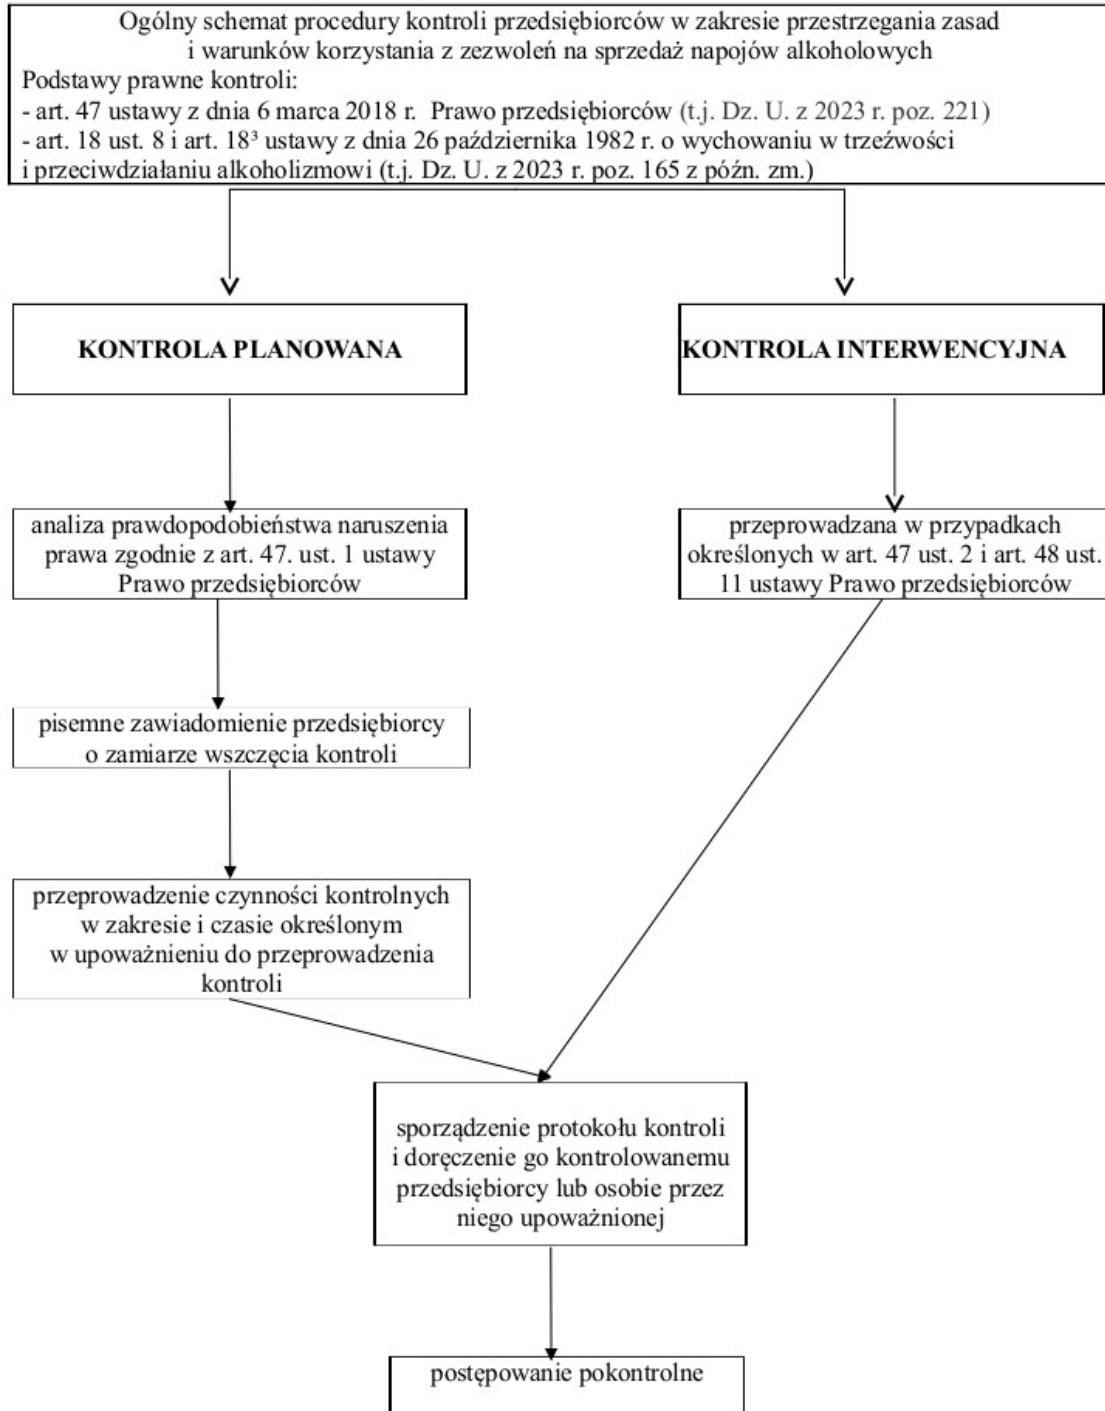 Ogólny schemat procedury kontroli przedsiębiorców w zakresie przestrzegania zasad
i warunków korzystania z zezwoleń na sprzedaż napojów alkoholowych
Podstawy prawne kontroli:
- art. 47 ustawy z dnia 6 marca 2018 r. Prawo przedsiębiorców (t.j. Dz. U. z 2023 r. poz. 221)
- art. 18 ust. 8 i art. 18³ ustawy z dnia 26 października 1982 r. o wychowaniu w trzeźwości
i przeciwdziałaniu alkoholizmowi (t.j. Dz. U. z 2023 r. poz. 165 z późn. zm.)
KONTROLA PLANOWANA
KONTROLA INTERWENCYJNA
analiza prawdopodobieństwa naruszenia
prawa zgodnie z art. 47. ust. 1 ustawy
Prawo przedsiębiorców
przeprowadzana w przypadkach
określonych w art. 47 ust. 2 i art. 48 ust.
11 ustawy Prawo przedsiębiorców
pisemne zawiadomienie przedsiębiorcy
o zamiarze wszczęcia kontroli
przeprowadzenie czynności kontrolnych
w zakresie i czasie określonym
w upoważnieniu do przeprowadzenia
kontroli
sporządzenie protokołu kontroli
i doręczenie go kontrolowanemu
przedsiębiorcy lub osobie przez
niego upoważnionej
postępowanie pokontrolne